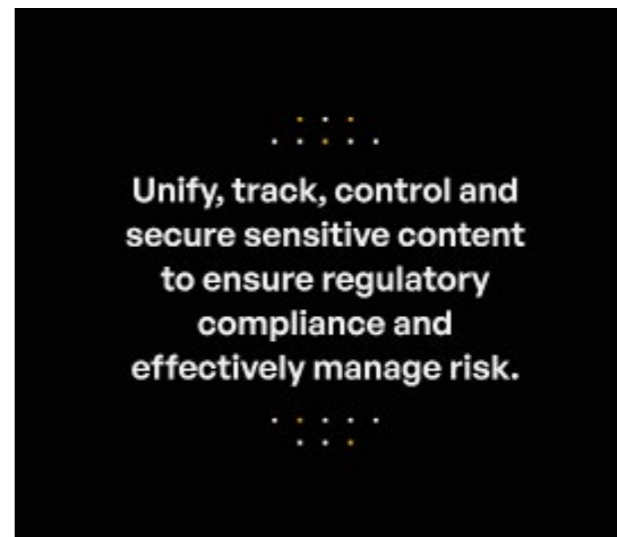 Unify, track, control and
secure sensitive content
to ensure regulatory
compliance and
effectively manage risk.